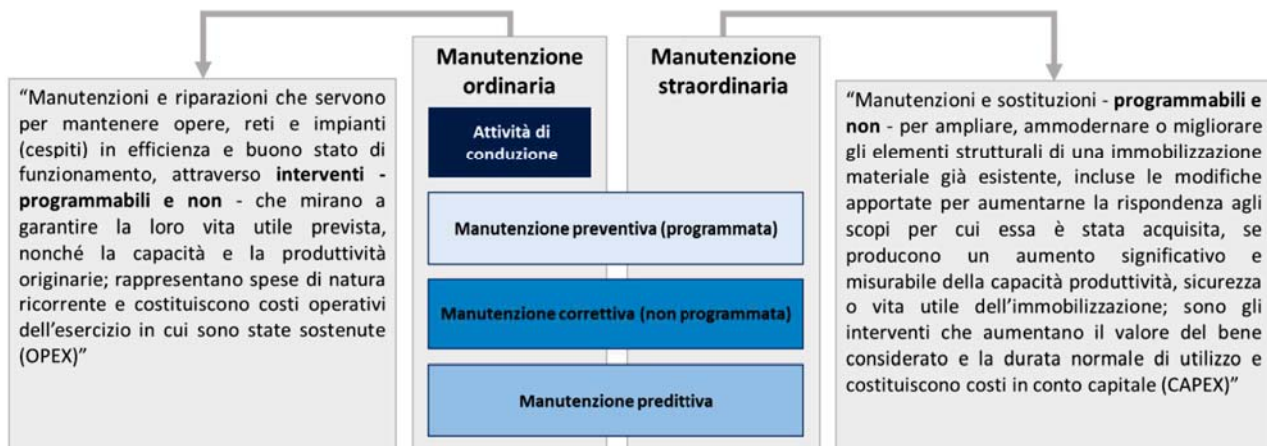 Manutenzione
ordinaria
Manutenzione
straordinaria
“Manutenzioni e riparazioni che servono
per mantenere opere, reti e impianti
(cespiti) in efficienza e buono stato di
funzionamento, attraverso interventi -
programmabili e non - che mirano a
garantire la loro vita utile prevista,
nonché la capacità e la produttività
originarie; rappresentano spese di natura
ricorrente e costituiscono costi operativi
dell’esercizio in cui sono state sostenute
(OPEX)”
Attività di
conduzione
Manutenzione preventiva (programmata)
Manutenzione correttiva (non programmata)
Manutenzione predittiva
“Manutenzioni e sostituzioni - programmabili e
non - per ampliare, ammodernare o migliorare
gli elementi strutturali di una immobilizzazione
materiale già esistente, incluse le modifiche
apportate per aumentarne la rispondenza agli
scopi per cui essa è stata acquisita, se
producono un aumento significativo e
misurabile della capacità produttività, sicurezza
o vita utile dell’immobilizzazione; sono gli
interventi che aumentano il valore del bene
considerato e la durata normale di utilizzo e
costituiscono costi in conto capitale (CAPEX)”